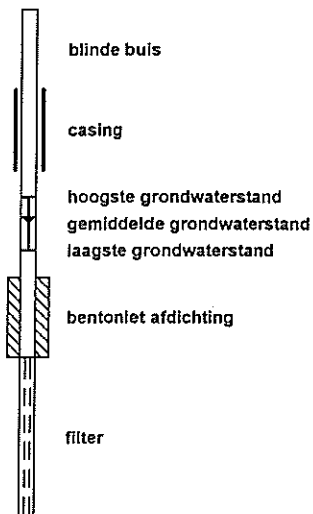 blinde buis
casing
hoogste grondwaterstand
gemiddelde grondwaterstand
laagste grondwaterstand
bentoniet afdichting
filter